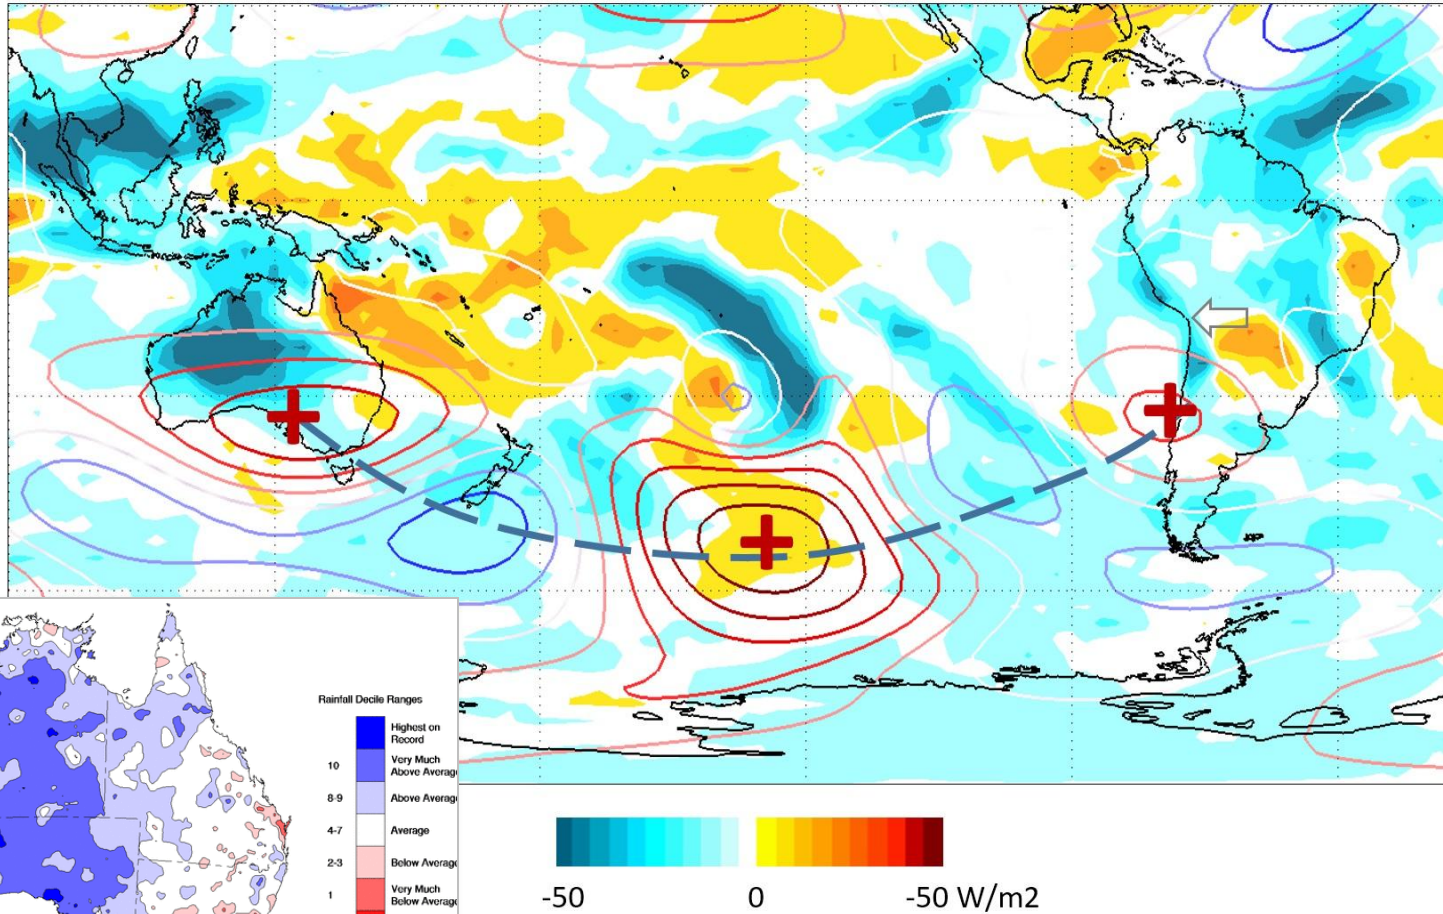 Rainfall Decile Ranges
Highest on
Record
10
Very Much
Above Average
8-9
Above Average
4-7
Average
2-3
Below Average
1
Very Much
Below Average
-50
0
-50 W/m2